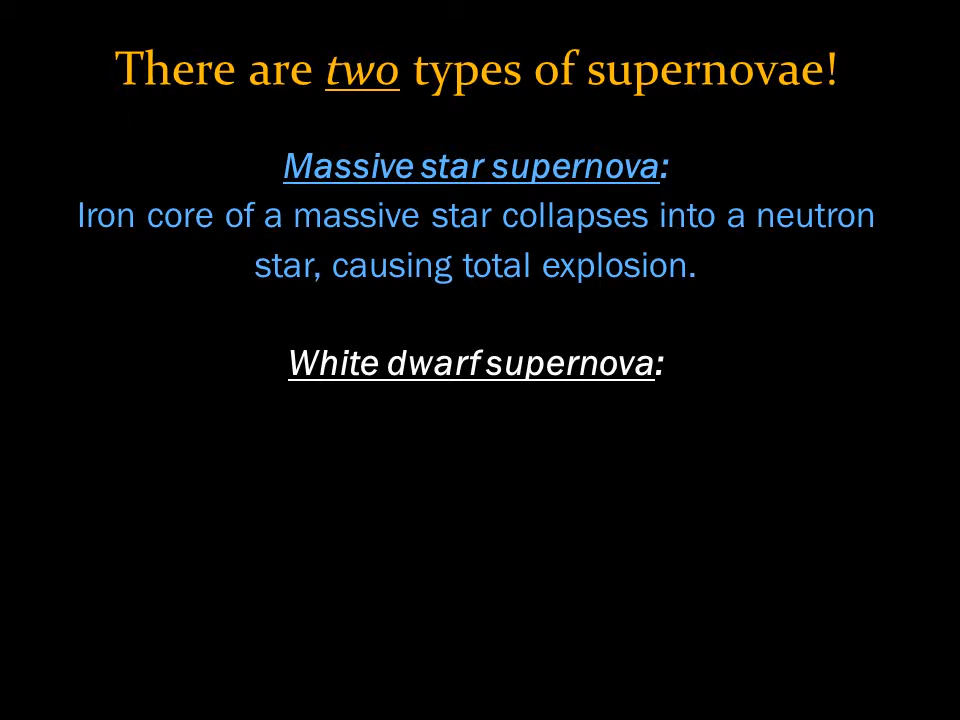 There are two types of supernovae!
Massive star supernova:
Iron core of a massive star collapses into a neutron
star, causing total explosion.
White dwarf supernova: